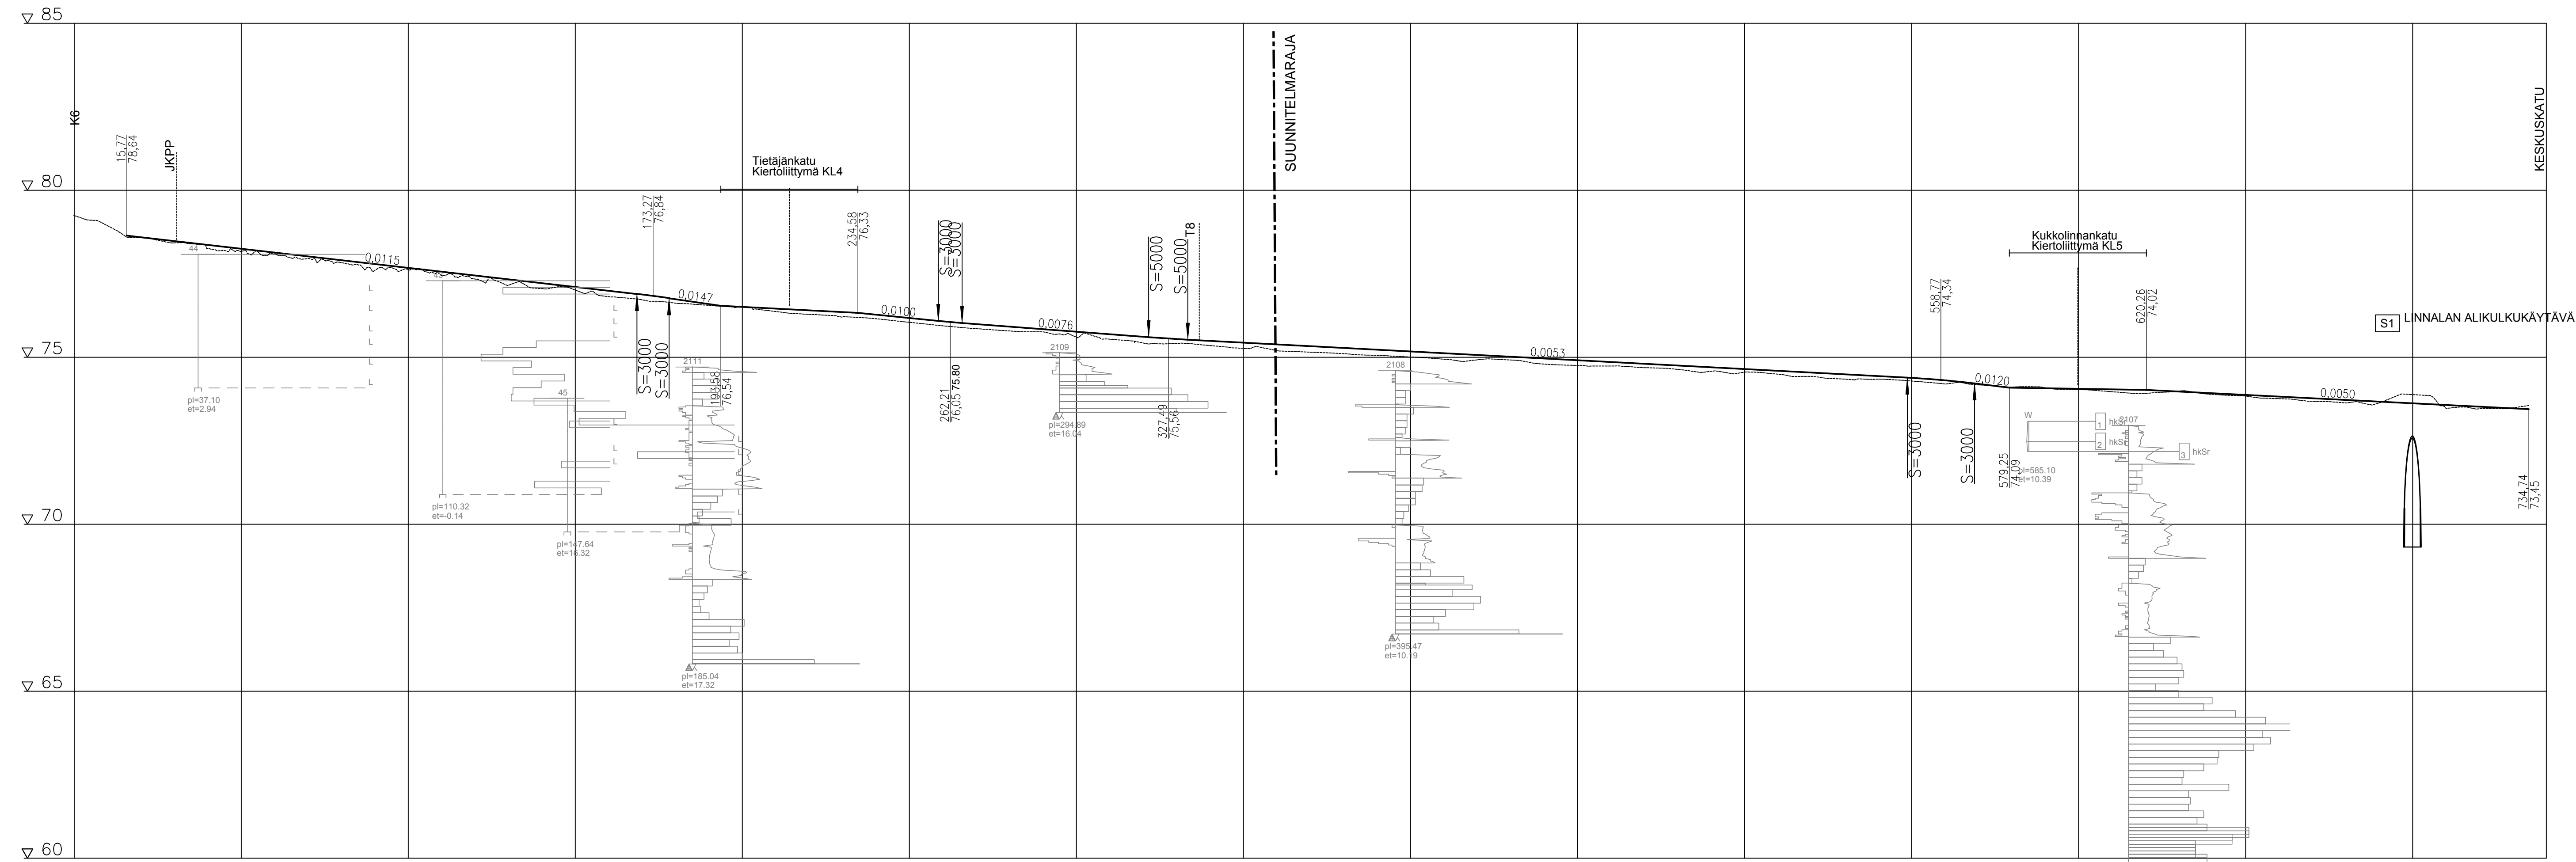 85
80
75
70
65
60
K6
15,77
78,64
JKPP
44
0,0115
L
L
L
L
L
L
pl=37.10
et=2.94
pl=110.32
et=-0.14
45
pl=147.64
et=16.32
L
L
L
L
L
S=3000
S=3000
173,27
76,84
0,0147
2111
L
L
L
L
193,58
76,54
pl=185.04
et=17.32
Tietäjänkatu
Kiertoliittymä KL4
234,58
76,33
0,0100
S=3000
S=3000
262,21
76,05 75.80
0,0076
2109
pl=294.89
et=16.04
S=5000
S=5000
T8
327,49
75,56
SUUNNITELMARAJA
2108
pl=395.47
et=10.19
0,0053
558,77
74,34
S=3000
S=3000
0,0120
579,25
74,09
Kukkolinnankatu
Kiertoliittymä KL5
620,26
74,02
W
1 hkSr
2 hkSr
3 hkSr
2107
pl=585.10
et=10.39
0,0050
S1 LINNALAN ALIKULKUKÄYTÄVÄ
KESKUSKATU
734,74
73,45